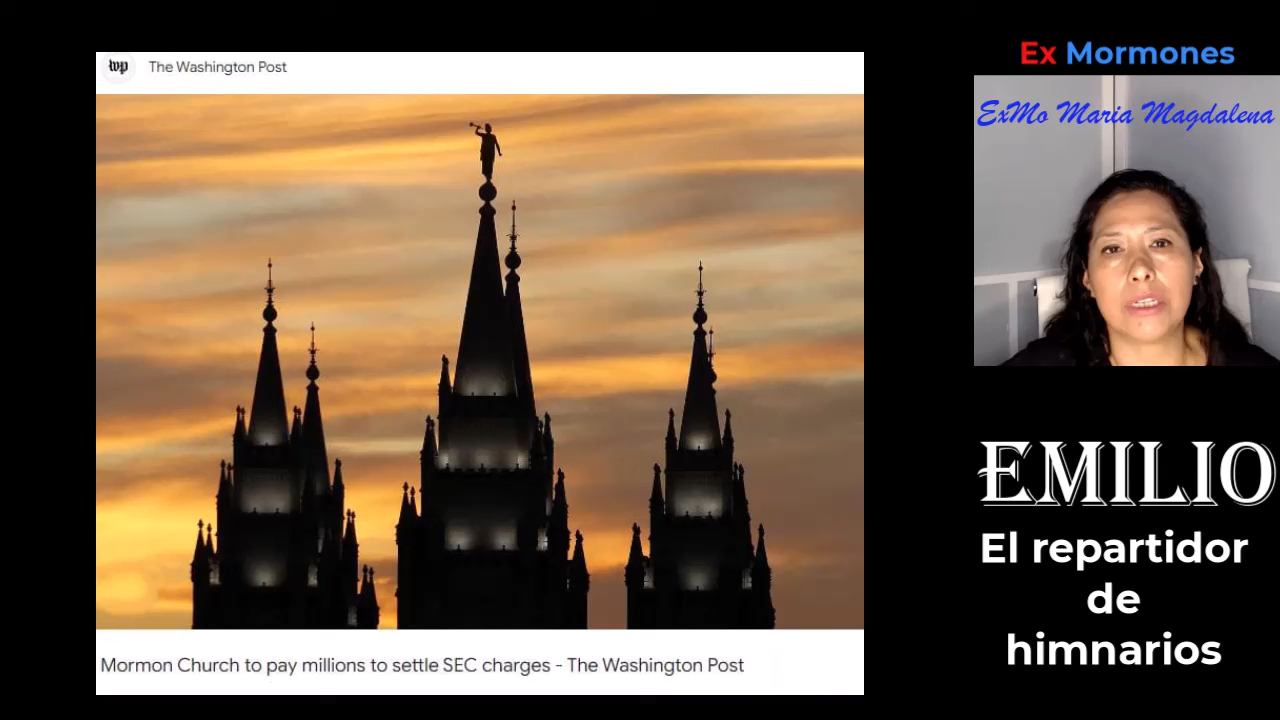 wp
The Washington Post
Mormon Church to pay millions to settle SEC charges - The Washington Post
Ex Mormones
ExMo Maria Magdalena
EMILIO
El repartidor
de
himnarios